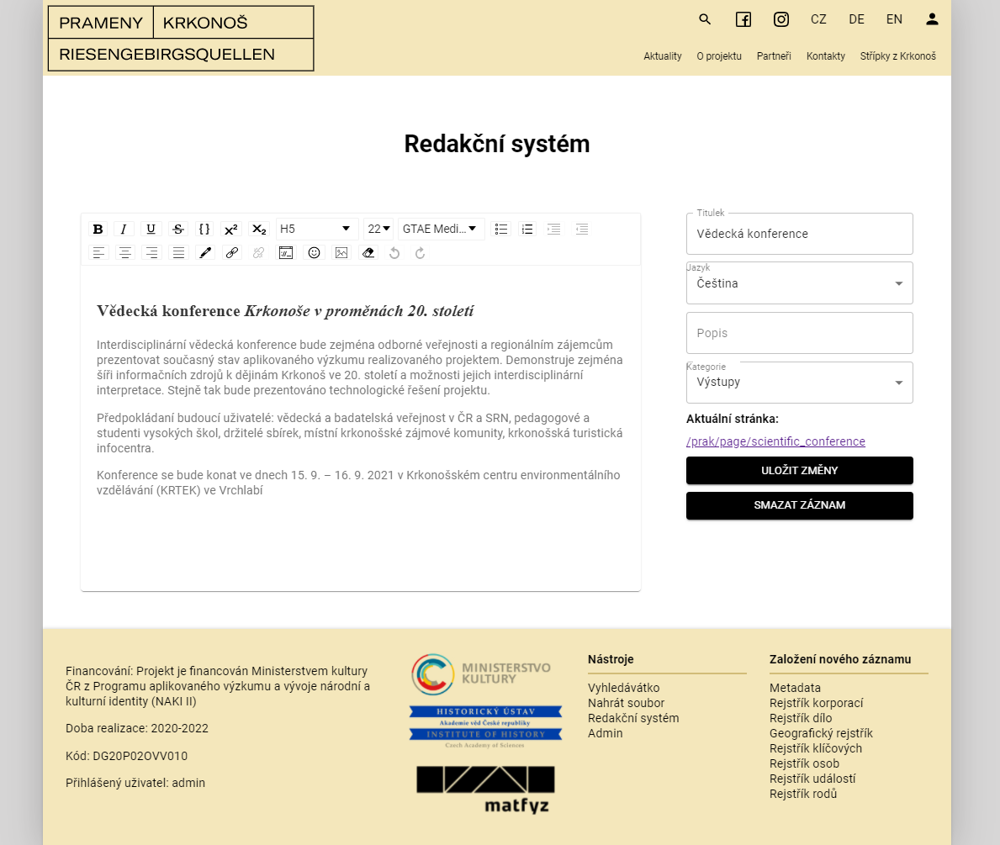 PRAMENY KRKONOŠ
RIESENGEBIRGSQUELLEN
CZ DE EN
Aktuality O projektu Partneři Kontakty Střípky z Krkonoš
Redakční systém
B I U S {} x² X₂ H5 22 GTAE Medi...
Vědecká konference Krkonoše v proměnách 20. století
Interdisciplinární vědecká konference bude zejména odborné veřejnosti a regionálním zájemcům
prezentovat současný stav aplikovaného výzkumu realizovaného projektem. Demonstruje zejména
šíři informačních zdrojů k dějinám Krkonoš ve 20. století a možnosti jejich interdisciplinární
interpretace. Stejně tak bude prezentováno technologické řešení projektu.
Předpokládaní budoucí uživatelé: vědecká a badatelská veřejnost v ČR a SRN, pedagogové a
studenti vysokých škol, držitelé sbírek, místní krkonošské zájmové komunity, krkonošská turistická
infocentra.
Konference se bude konat ve dnech 15. 9. – 16. 9. 2021 v Krkonošském centru environmentálního
vzdělávání (KRTEK) ve Vrchlabí
Titulek
Vědecká konference
Jazyk
Čeština
Popis
Kategorie
Výstupy
Aktuální stránka:
/prak/page/scientific_conference
ULOŽIT ZMĚNY
SMAZAT ZÁZNAM
Financování: Projekt je financován Ministerstvem kultury
ČR z Programu aplikovaného výzkumu a vývoje národní a
kulturní identity (NAKI II)
Doba realizace: 2020-2022
Kód: DG20P02OVV010
Přihlášený uživatel: admin
MINISTERSTVO
KULTURY
HISTORICKÝ ÚSTAV
Akademie věd České republiky
INSTITUTE OF HISTORY
Czech Academy of Sciences
matfyz
Nástroje
Vyhledávátko
Nahrát soubor
Redakční systém
Admin
Založení nového záznamu
Metadata
Rejstřík korporací
Rejstřík dílo
Geografický rejstřík
Rejstřík klíčových
Rejstřík osob
Rejstřík událostí
Rejstřík rodů